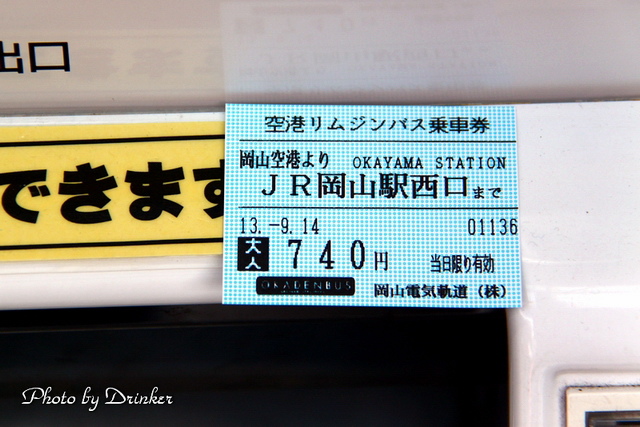 出口
できます
空港リムジンバス乗車券
岡山空港より OKAYAMA STATION
JR岡山駅西口まで
13.-9.14 01136
大人 740円 当日限り有効
OKADENBUS 岡山電気軌道(株)
Photo by Drinker